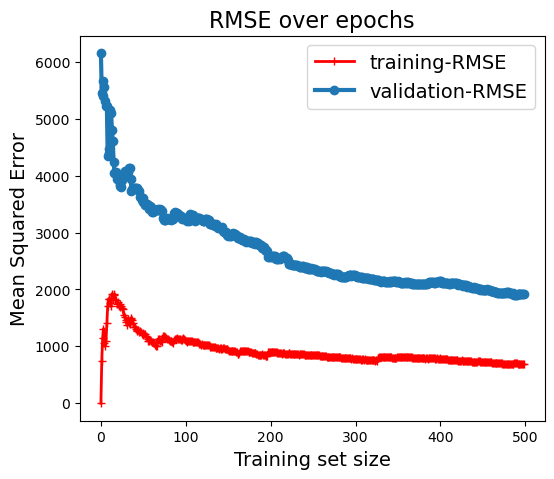 RMSE over epochs
training-RMSE
validation-RMSE
Mean Squared Error
6000
5000
4000
3000
2000
1000
0
0 100 200 300 400 500
Training set size